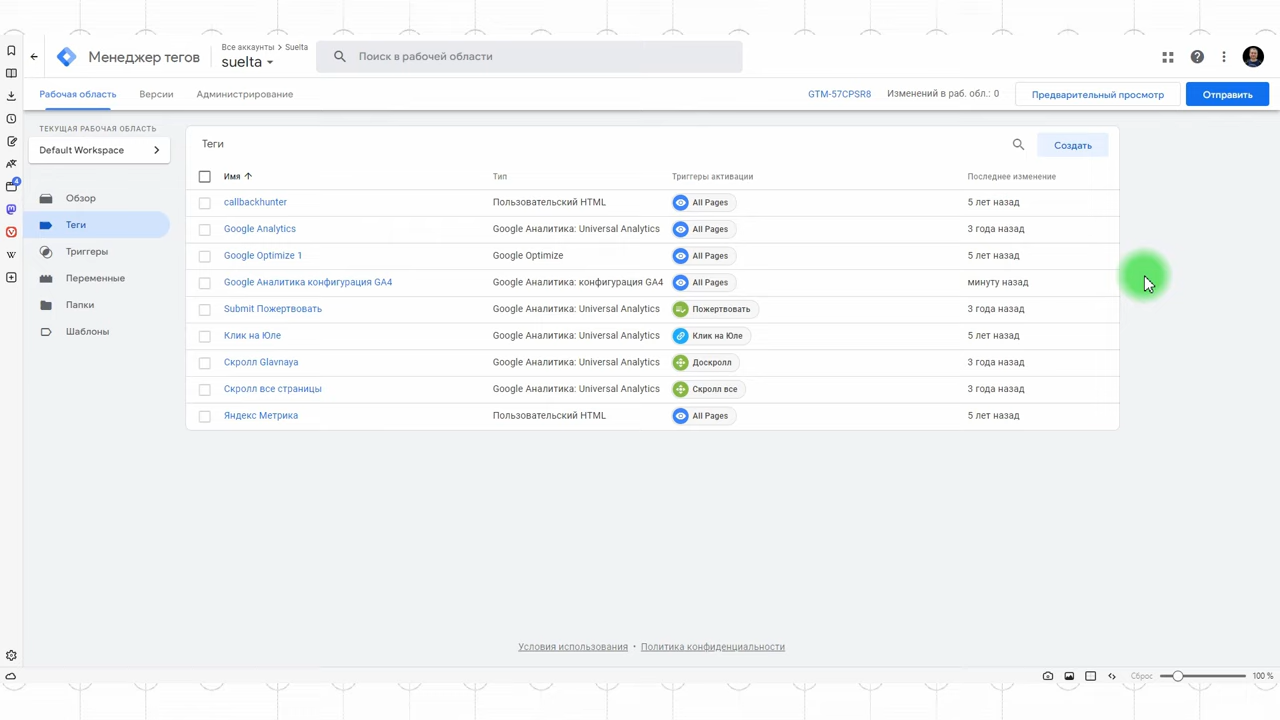 Менеджер тегов
Все аккаунты > Suelta
suelta
Поиск в рабочей области
Рабочая область
Версии
Администрирование
GTM-57CPSR8
Изменений в раб. обл.: 0
Предварительный просмотр
Отправить
ТЕКУЩАЯ РАБОЧАЯ ОБЛАСТЬ
Default Workspace
Обзор
Теги
Триггеры
Переменные
Папки
Шаблоны
Теги
Создать
Имя Тип Триггеры активации Последнее изменение
callbackhunter Пользовательский HTML All Pages 5 лет назад
Google Analytics Google Аналитика: Universal Analytics All Pages 3 года назад
Google Optimize 1 Google Optimize All Pages 5 лет назад
Google Аналитика конфигурация GA4 Google Аналитика: конфигурация GA4 All Pages минуту назад
Submit Пожертвовать Google Аналитика: Universal Analytics Пожертвовать 3 года назад
Клик на Юле Google Аналитика: Universal Analytics Клик на Юле 5 лет назад
Скролл Glavnaya Google Аналитика: Universal Analytics Доскролл 3 года назад
Скролл все страницы Google Аналитика: Universal Analytics Скролл все 3 года назад
Яндекс Метрика Пользовательский HTML All Pages 5 лет назад
Условия использования • Политика конфиденциальности
4
W
Сброс
100 %